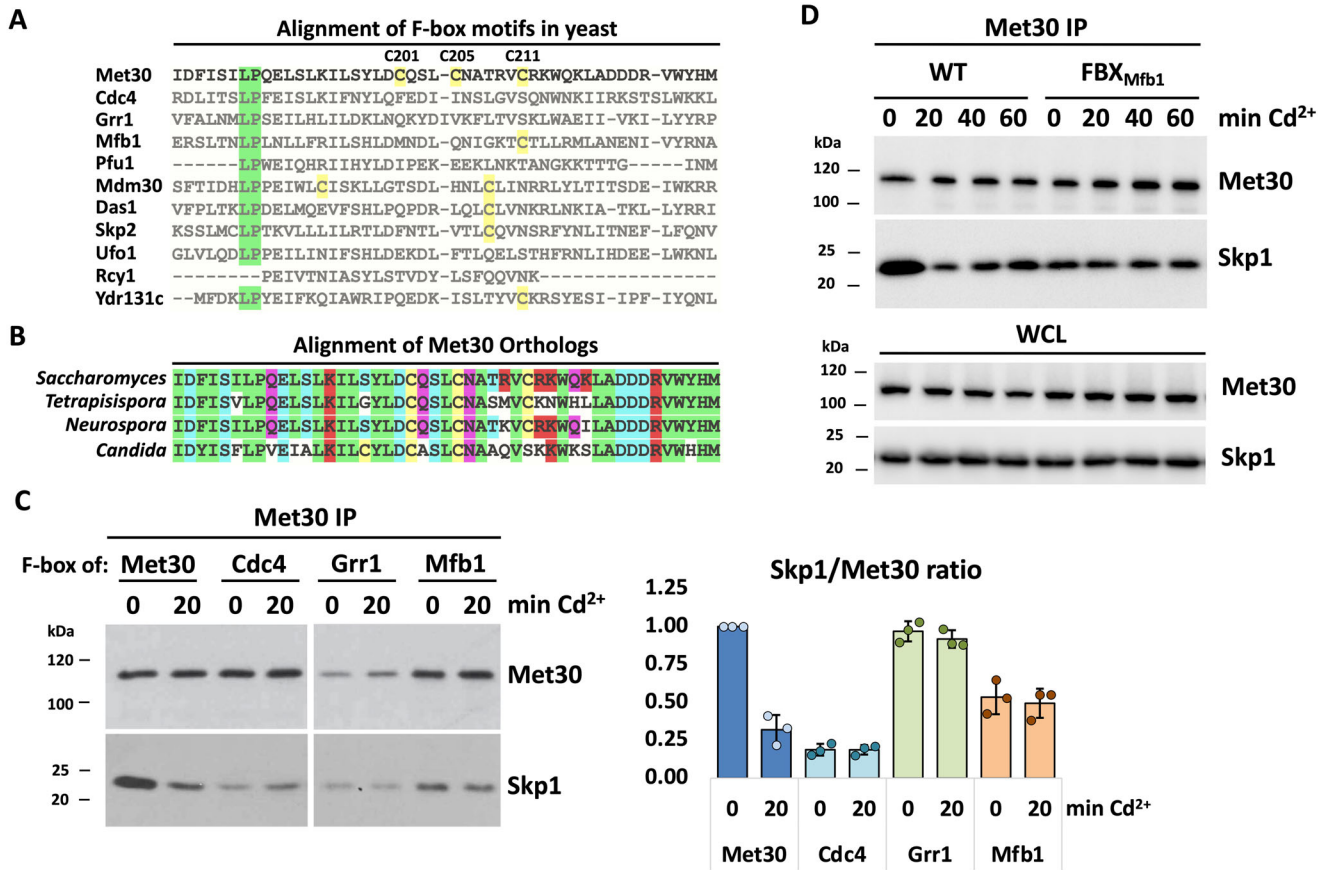 A
Alignment of F-box motifs in yeast
C201 C205 C211
Met30 IDFISILPQELSLKILSYLDCQSL-CNATRVCRKWQKLADDDR-VWYHM
Cdc4 RDLITSLPFEISLKIFNYLQFEDI-INSLGVSQNWNKIIRKSTSLWKKL
Grr1 VFALNMLPSEILHLILDKLNQKYDIVKFLTVSKLWAEII-VKI-LYYRP
Mfb1 ERSLTNLPLNLLFRILSHLDMNDL-QNIGKTCTLLRMLANENI-VYRNA
Pfu1 ------LPWEIQHRIIHYLDIPEK-EEKLNKTANGKKTTTG-----INM
Mdm30 SFTIDHLPPEIWLCISKLLGTSDL-HNLCLINRRLYLTITSDE-IWKRR
Das1 VFPLTKLPDELMQEVFSHLPQPDR-LQLCLVNKRLNKIA-TKL-LYRRI
Skp2 KSSLMCLPTKVLLLILRTLDFNTL-VTLCQVNSRFYNLITNEF-LFQNV
Ufo1 GLVLQDLPPEILINIFSHLDEKDLF-TLQELSTHFRNLIHDEE-LWKNL
Rcy1 --------PEIVTNIASYLSTVDY-LSFQQVNK----------------
Ydr131c --MFDKLPYEIFKQIAWRIPQEDK-ISLTYVCKRSYESI-IPF-IYQNL
B
Alignment of Met30 Orthologs
Saccharomyces IDFISILPQELSLKILSYLDCQSLCNATRVCRKWQKLADDDRVWYHM
Tetrapisispora IDFISVLPQELSLKILGYLDCQSLCNASMVCKNWHLLADDDRVWYHM
Neurospora IDFISILPQELSLKILSYLDCQSLCNATKVCRKWQILADDDRVWYHM
Candida IDYISFLPVEIALKILCYLDCASLCNAAQVSKKWKSLADDDRVWHHM
C
Met30 IP
F-box of: Met30 Cdc4 Grr1 Mfb1
0 20 0 20 0 20 0 20 min Cd²⁺
kDa
120
Met30
100
25
Skp1
20
Skp1/Met30 ratio
1.25
1.00
0.75
0.50
0.25
0.00
0 20 0 20 0 20 0 20 min Cd²⁺
Met30 Cdc4 Grr1 Mfb1
D
Met30 IP
WT FBXMfb1
0 20 40 60 0 20 40 60 min Cd²⁺
kDa
120
Met30
100
25
Skp1
20
WCL
kDa
120
Met30
100
25
Skp1
20